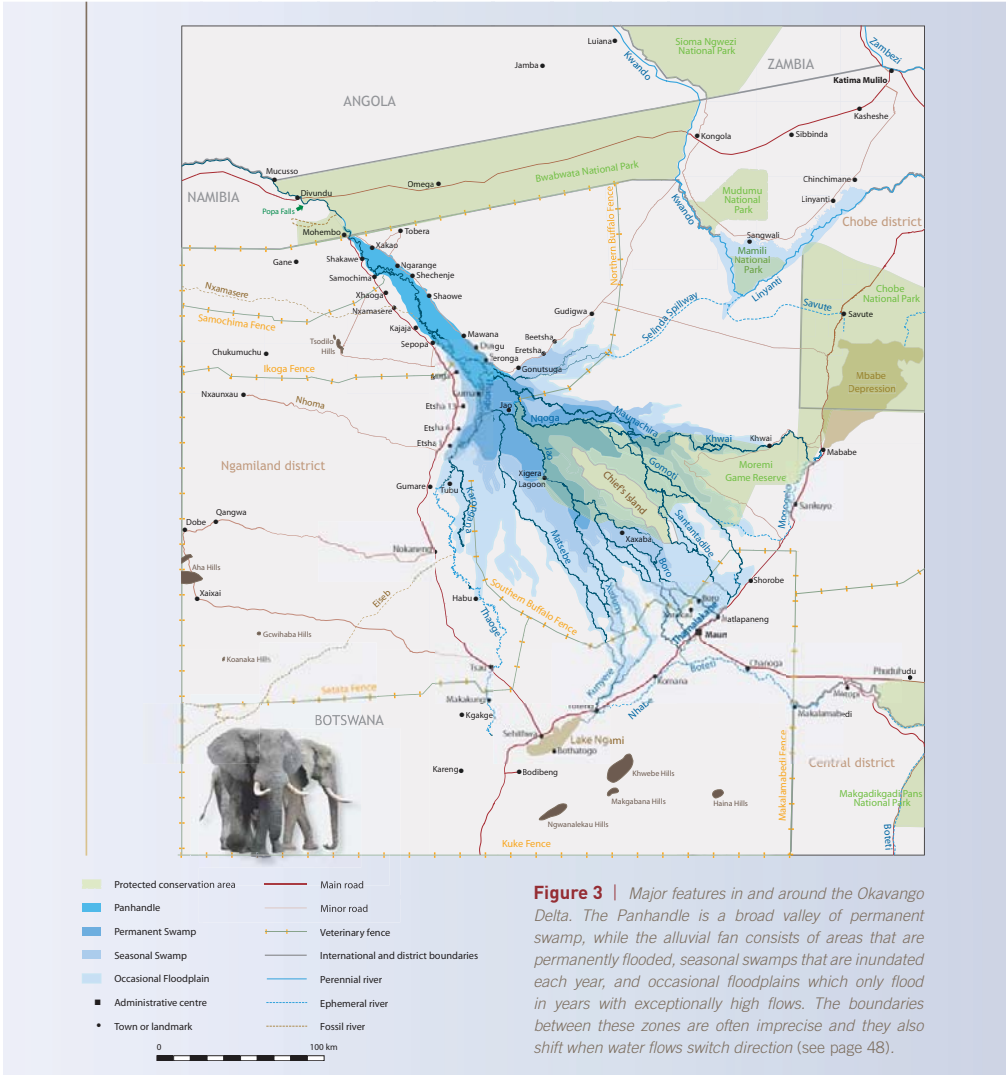 Luiana
Sioma Ngwezi
National Park
Zambezi
Jamba
Kwando
ZAMBIA
Katima Mulilo
ANGOLA
Kasheshe
Kongola
Sibbinda
Mucusso
Bwabwata National Park
Omega
Chinchimane
NAMIBIA
Divundu
Mudumu
National
Park
Linyanti
Popa Falls
Kwando
Chobe district
Mohembo
Tobera
Northern Buffalo Fence
Sangwali
Xakao
Mamili
National
Park
Shakawe
Gane
Ngarange
Samochima
Shechenje
Linyanti
Chobe
National Park
Nxamasere
Xhaoga
Shaowe
Selinda Spillway
Savute
Nxamasere
Gudigwa
Savute
Samochima Fence
Kajaja
Tsodilo
Hills
Sepopa
Mawana
Beetsha
Chukumuchu
Eretsha
Seronga
Gonutsuga
Ikoga Fence
Mbabe
Depression
Nxaunxau
Nhoma
Etsha 13
Jao
Nqoga
Maunachira
Khwai
Khwai
Mababe
Ngamiland district
Xigera
Lagoon
Jao
Gomoti
Moremi
Game Reserve
Gumare
Tubu
Chief's Island
Santantadibe
Mogogelo
Sankuyo
Qangwa
Dobe
Matsebe
Xaxaba
Nokaneng
Boro
Aha Hills
Xaixai
Eiseb
Habu
Southern Buffalo Fence
Shorobe
Boro
Thaoge
Thamalakane
Maun
Gcwihaba Hills
Koanaka Hills
Tsau
Boteti
Chanoga
Phuduhudu
Setata Fence
Makakung
Kunyere
Komana
Nhabe
BOTSWANA
Kgakge
Makalamabedi
Sehithwa
Lake Ngami
Bothatogo
Makalamabedi Fence
Central district
Kareng
Bodibeng
Khwebe Hills
Makgabana Hills
Haina Hills
Makgadikgadi Pans
National Park
Ngwanalekau Hills
Boteti
Kuke Fence
Protected conservation area
Panhandle
Permanent Swamp
Seasonal Swamp
Occasional Floodplain
Administrative centre
Town or landmark
Main road
Minor road
Veterinary fence
International and district boundaries
Perennial river
Ephemeral river
Fossil river
0 100 km
Figure 3 | Major features in and around the Okavango
Delta. The Panhandle is a broad valley of permanent
swamp, while the alluvial fan consists of areas that are
permanently flooded, seasonal swamps that are inundated
each year, and occasional floodplains which only flood
in years with exceptionally high flows. The boundaries
between these zones are often imprecise and they also
shift when water flows switch direction (see page 48).